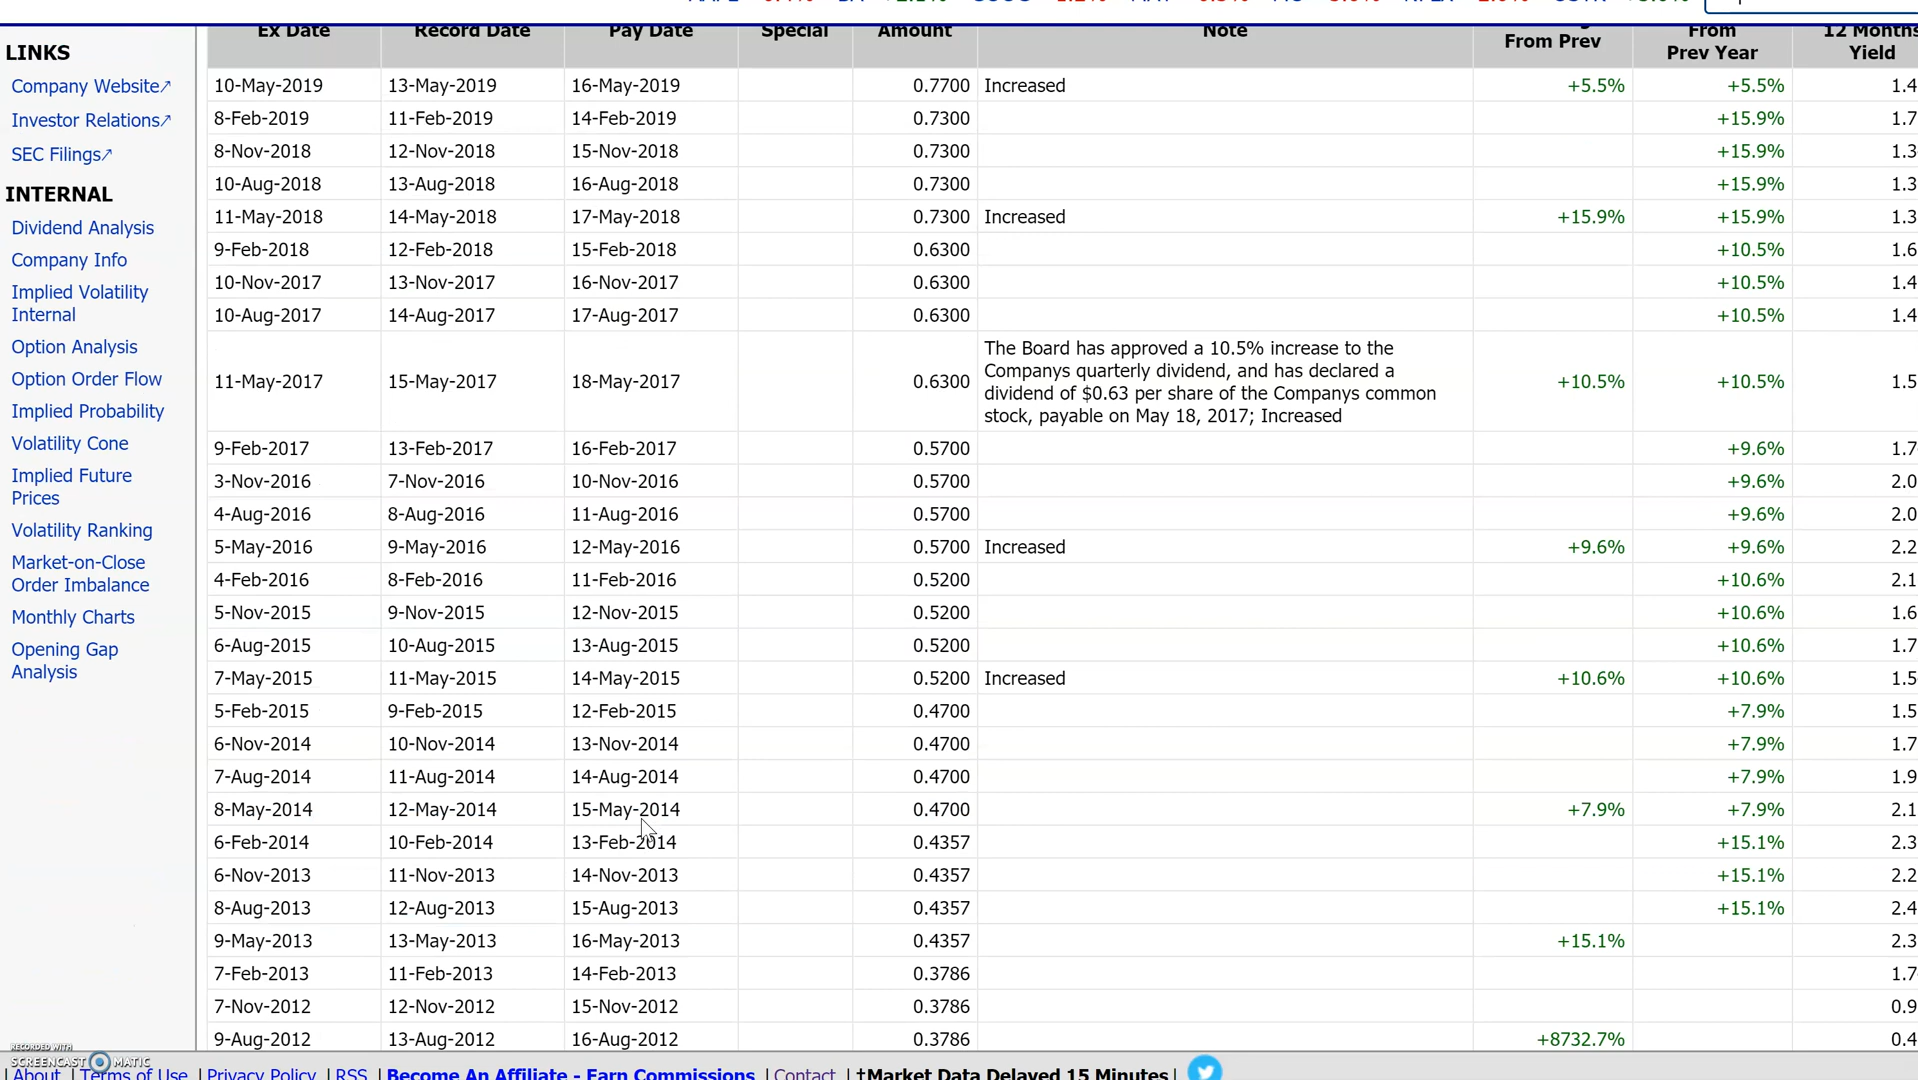 LINKS
Company Website↗
Investor Relations↗
SEC Filings↗
INTERNAL
Dividend Analysis
Company Info
Implied Volatility
Internal
Option Analysis
Option Order Flow
Implied Probability
Volatility Cone
Implied Future
Prices
Volatility Ranking
Market-on-Close
Order Imbalance
Monthly Charts
Opening Gap
Analysis
Ex Date Record Date Pay Date Special Amount Note From Prev From Prev Year 12 Months Yield
10-May-2019 13-May-2019 16-May-2019 0.7700 Increased +5.5% +5.5% 1.4
8-Feb-2019 11-Feb-2019 14-Feb-2019 0.7300 +15.9% 1.7
8-Nov-2018 12-Nov-2018 15-Nov-2018 0.7300 +15.9% 1.3
10-Aug-2018 13-Aug-2018 16-Aug-2018 0.7300 +15.9% 1.3
11-May-2018 14-May-2018 17-May-2018 0.7300 Increased +15.9% +15.9% 1.3
9-Feb-2018 12-Feb-2018 15-Feb-2018 0.6300 +10.5% 1.6
10-Nov-2017 13-Nov-2017 16-Nov-2017 0.6300 +10.5% 1.4
10-Aug-2017 14-Aug-2017 17-Aug-2017 0.6300 +10.5% 1.4
The Board has approved a 10.5% increase to the
Companys quarterly dividend, and has declared a
11-May-2017 15-May-2017 18-May-2017 0.6300 +10.5% +10.5% 1.5
dividend of $0.63 per share of the Companys common
stock, payable on May 18, 2017; Increased
9-Feb-2017 13-Feb-2017 16-Feb-2017 0.5700 +9.6% 1.7
3-Nov-2016 7-Nov-2016 10-Nov-2016 0.5700 +9.6% 2.0
4-Aug-2016 8-Aug-2016 11-Aug-2016 0.5700 +9.6% 2.0
5-May-2016 9-May-2016 12-May-2016 0.5700 Increased +9.6% +9.6% 2.2
4-Feb-2016 8-Feb-2016 11-Feb-2016 0.5200 +10.6% 2.1
5-Nov-2015 9-Nov-2015 12-Nov-2015 0.5200 +10.6% 1.6
6-Aug-2015 10-Aug-2015 13-Aug-2015 0.5200 +10.6% 1.7
7-May-2015 11-May-2015 14-May-2015 0.5200 Increased +10.6% +10.6% 1.5
5-Feb-2015 9-Feb-2015 12-Feb-2015 0.4700 +7.9% 1.5
6-Nov-2014 10-Nov-2014 13-Nov-2014 0.4700 +7.9% 1.7
7-Aug-2014 11-Aug-2014 14-Aug-2014 0.4700 +7.9% 1.9
8-May-2014 12-May-2014 15-May-2014 0.4700 +7.9% +7.9% 2.1
6-Feb-2014 10-Feb-2014 13-Feb-2014 0.4357 +15.1% 2.3
6-Nov-2013 11-Nov-2013 14-Nov-2013 0.4357 +15.1% 2.2
8-Aug-2013 12-Aug-2013 15-Aug-2013 0.4357 +15.1% 2.4
9-May-2013 13-May-2013 16-May-2013 0.4357 +15.1% 2.3
7-Feb-2013 11-Feb-2013 14-Feb-2013 0.3786 1.7
7-Nov-2012 12-Nov-2012 15-Nov-2012 0.3786 0.9
9-Aug-2012 13-Aug-2012 16-Aug-2012 0.3786 +8732.7% 0.4
RECORDED WITH
SCREENCAST MATIC
| About | Terms of Use | Privacy Policy | RSS | Become An Affiliate - Earn Commissions | Contact | †Market Data Delayed 15 Minutes |